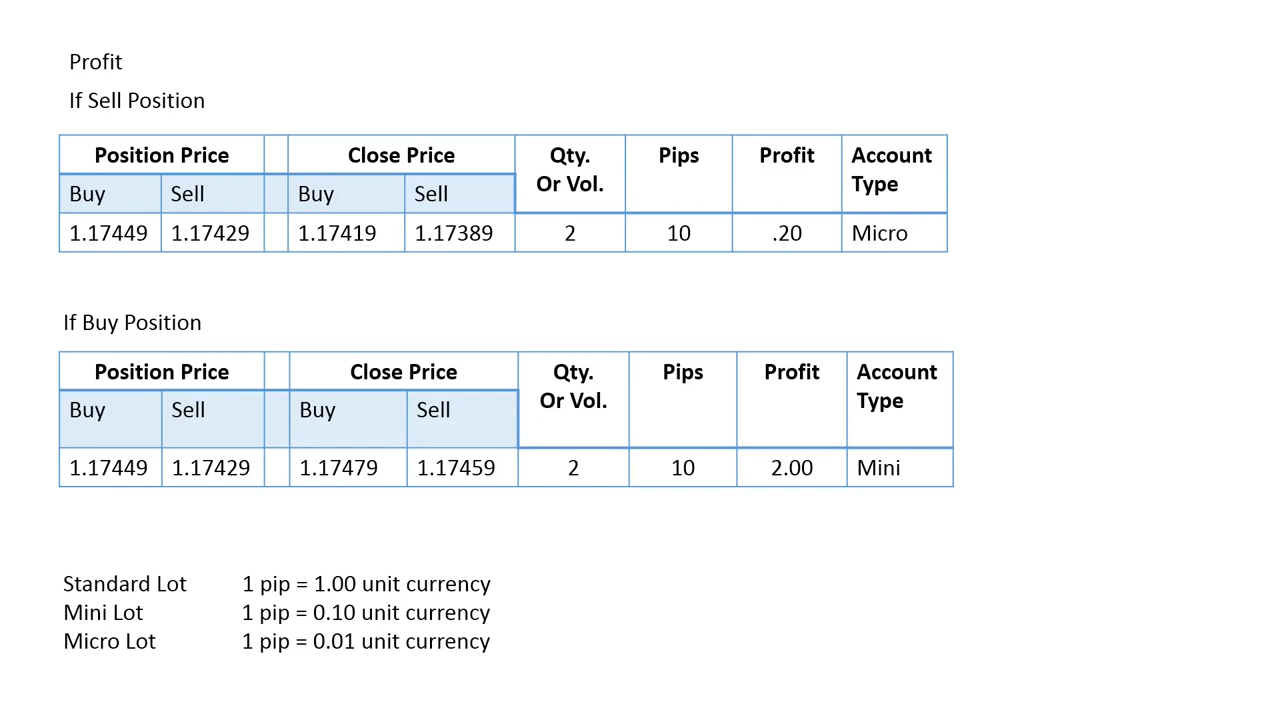 Profit
If Sell Position
Position Price Close Price Qty. Pips Profit Account
Or Vol. Type
Buy Sell Buy Sell
1.17449 1.17429 1.17419 1.17389 2 10 .20 Micro
If Buy Position
Position Price Close Price Qty. Pips Profit Account
Or Vol. Type
Buy Sell Buy Sell
1.17449 1.17429 1.17479 1.17459 2 10 2.00 Mini
Standard Lot 1 pip = 1.00 unit currency
Mini Lot 1 pip = 0.10 unit currency
Micro Lot 1 pip = 0.01 unit currency